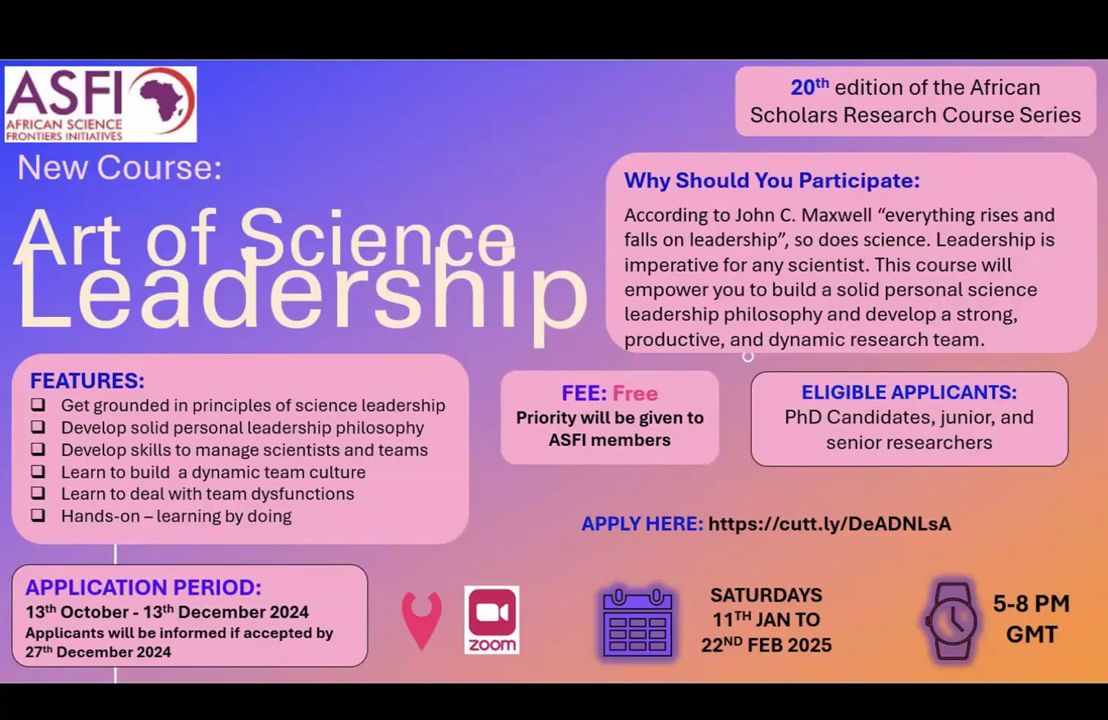 ASFI
AFRICAN SCIENCE
FRONTIERS INITIATIVES
20th edition of the African
Scholars Research Course Series
New Course:
Art of Science
Leadership
Why Should You Participate:
According to John C. Maxwell “everything rises and
falls on leadership”, so does science. Leadership is
imperative for any scientist. This course will
empower you to build a solid personal science
leadership philosophy and develop a strong,
productive, and dynamic research team.
FEATURES:
Get grounded in principles of science leadership
Develop solid personal leadership philosophy
Develop skills to manage scientists and teams
Learn to build a dynamic team culture
Learn to deal with team dysfunctions
Hands-on – learning by doing
FEE: Free
Priority will be given to
ASFI members
ELIGIBLE APPLICANTS:
PhD Candidates, junior, and
senior researchers
APPLY HERE: https://cutt.ly/DeADNLsA
APPLICATION PERIOD:
13th October - 13th December 2024
Applicants will be informed if accepted by
27th December 2024
zoom
SATURDAYS
11TH JAN TO
22ND FEB 2025
5-8 PM
GMT